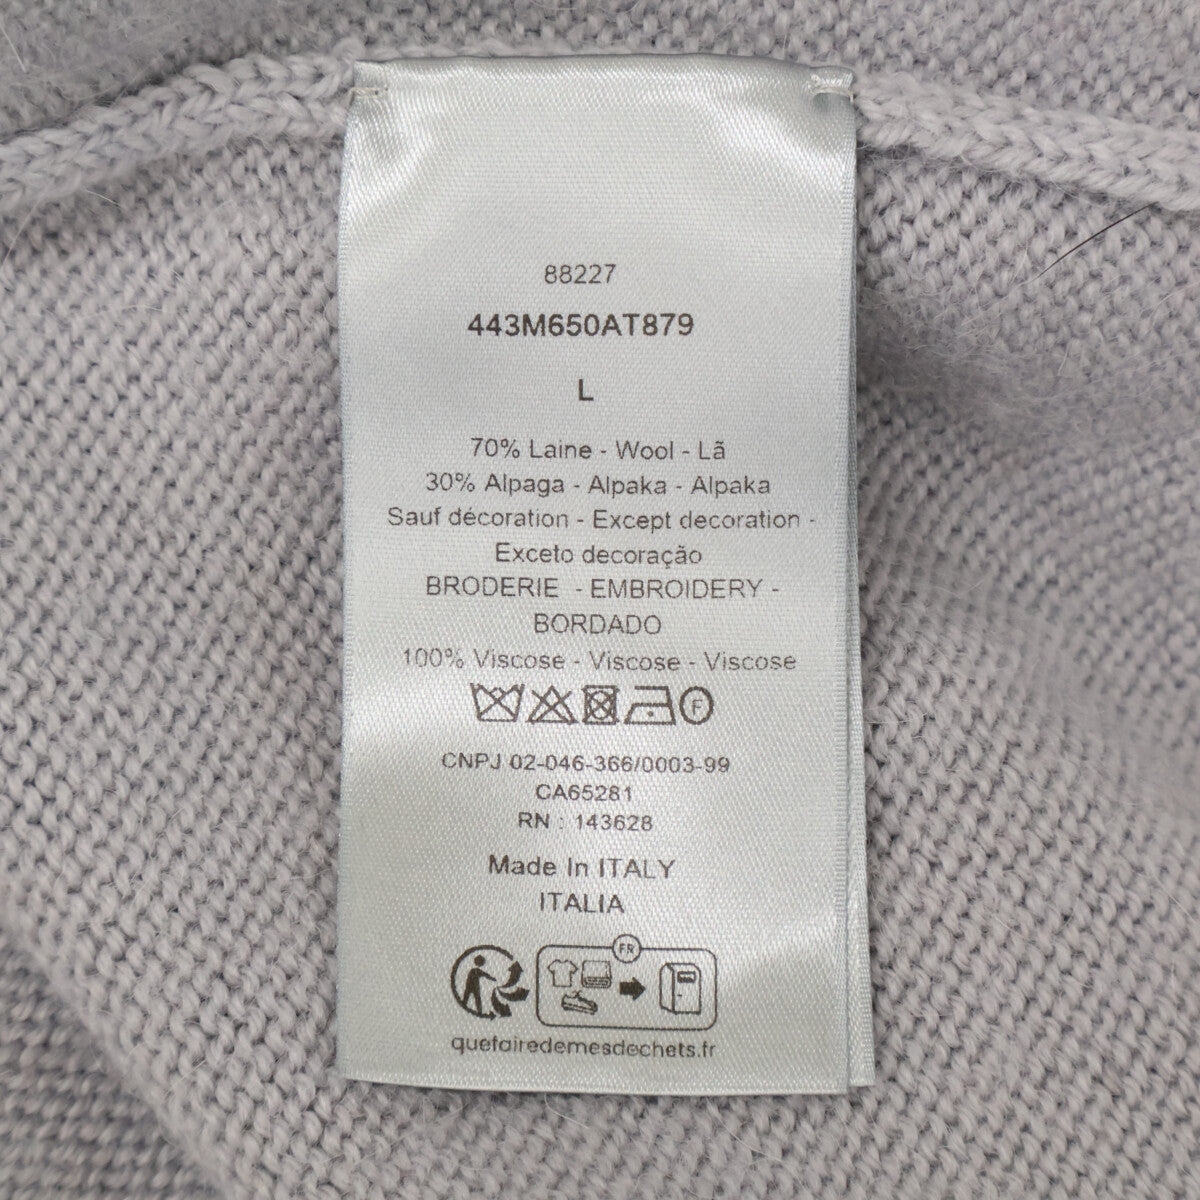 88227
443M650AT879
L
70% Laine - Wool - Lã
30% Alpaga - Alpaka - Alpaka
Sauf décoration - Except decoration -
Exceto decoração
BRODERIE - EMBROIDERY -
BORDADO
100% Viscose - Viscose - Viscose
F
CNPJ 02-046-366/0003-99
CA65281
RN : 143628
Made In ITALY
ITALIA
FR
quefairedemesdechets.fr